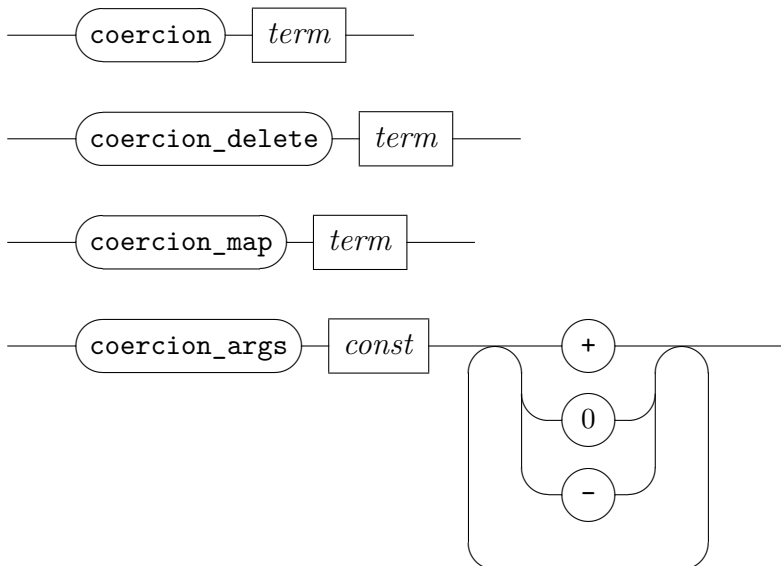 coercion term
coercion_delete term
coercion_map term
coercion_args const +
0
-